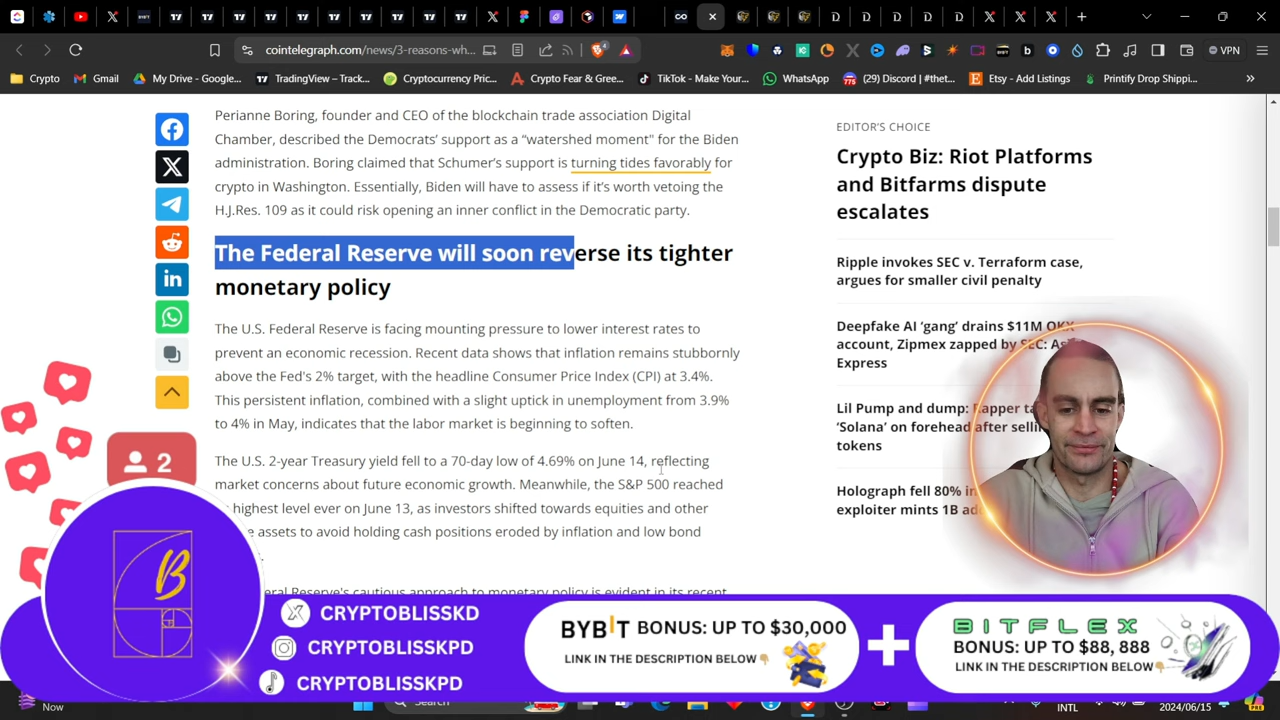 cointelegraph.com/news/3-reasons-wh...
VPN
Crypto
Gmail
My Drive - Google...
TradingView – Track...
Cryptocurrency Pric...
Crypto Fear & Gree...
TikTok - Make Your...
WhatsApp
(29) Discord | #thet...
Etsy - Add Listings
Printify Drop Shippi...
Perianne Boring, founder and CEO of the blockchain trade association Digital
Chamber, described the Democrats’ support as a “watershed moment" for the Biden
administration. Boring claimed that Schumer’s support is turning tides favorably for
crypto in Washington. Essentially, Biden will have to assess if it’s worth vetoing the
H.J.Res. 109 as it could risk opening an inner conflict in the Democratic party.
The Federal Reserve will soon reverse its tighter
monetary policy
The U.S. Federal Reserve is facing mounting pressure to lower interest rates to
prevent an economic recession. Recent data shows that inflation remains stubbornly
above the Fed's 2% target, with the headline Consumer Price Index (CPI) at 3.4%.
This persistent inflation, combined with a slight uptick in unemployment from 3.9%
to 4% in May, indicates that the labor market is beginning to soften.
The U.S. 2-year Treasury yield fell to a 70-day low of 4.69% on June 14, reflecting
market concerns about future economic growth. Meanwhile, the S&P 500 reached
highest level ever on June 13, as investors shifted towards equities and other
assets to avoid holding cash positions eroded by inflation and low bond
Reserve's cautious approach to monetary policy is evident in its recent
EDITOR’S CHOICE
Crypto Biz: Riot Platforms
and Bitfarms dispute
escalates
Ripple invokes SEC v. Terraform case,
argues for smaller civil penalty
Deepfake AI ‘gang’ drains $11M OKX
account, Zipmex zapped by SEC:
Express
Lil Pump and dump: Rapper
‘Solana’ on forehead after
tokens
Holograph fell 80%
exploiter mints 1B
2
B
CRYPTOBLISSKD
CRYPTOBLISSKPD
CRYPTOBLISSKPD
BYBIT BONUS: UP TO $30,000
LINK IN THE DESCRIPTION BELOW
BITFLEX
BONUS: UP TO $88, 888
LINK IN THE DESCRIPTION BELOW
Now
Search
INTL
2024/06/15